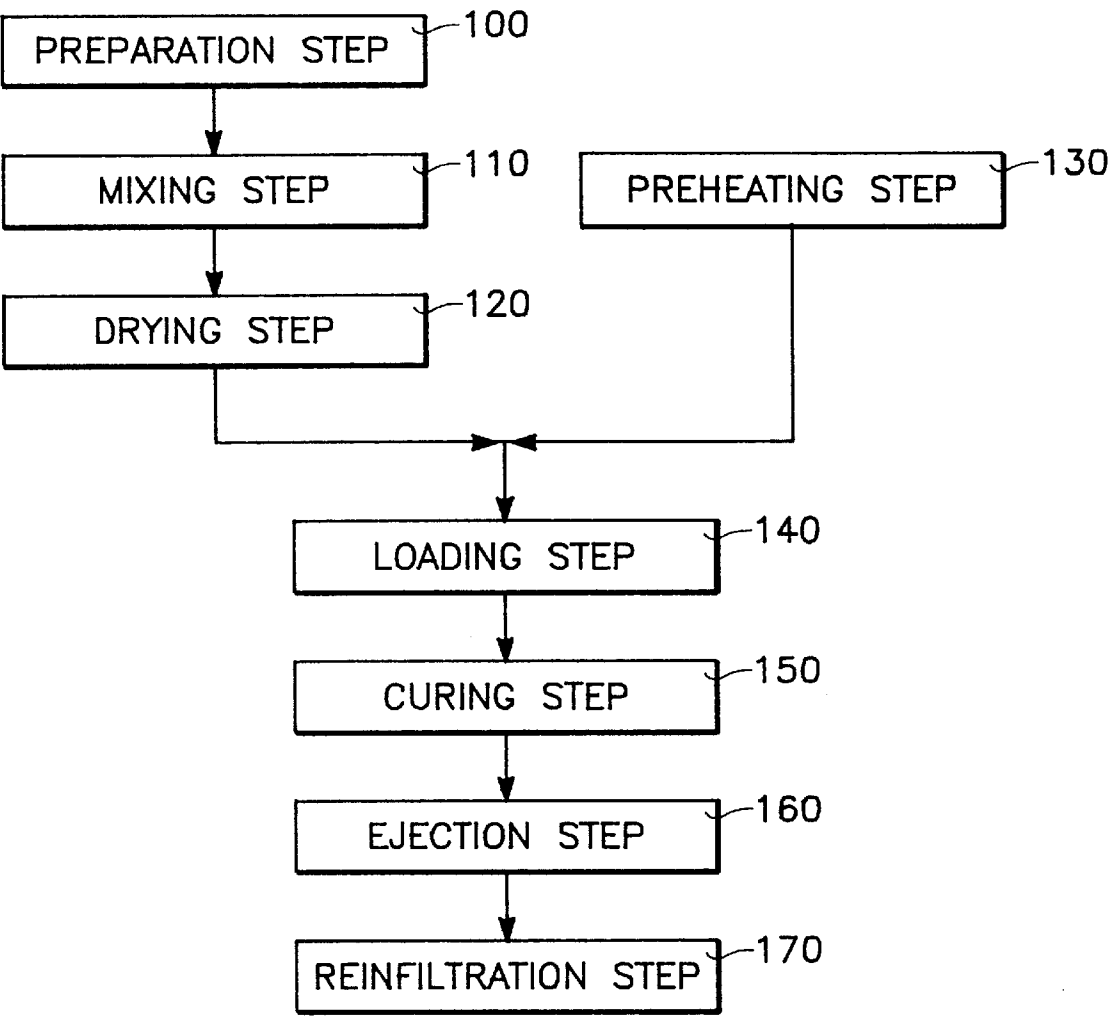 100
PREPARATION STEP
110
MIXING STEP
130
PREHEATING STEP
120
DRYING STEP
140
LOADING STEP
150
CURING STEP
160
EJECTION STEP
170
REINFILTRATION STEP